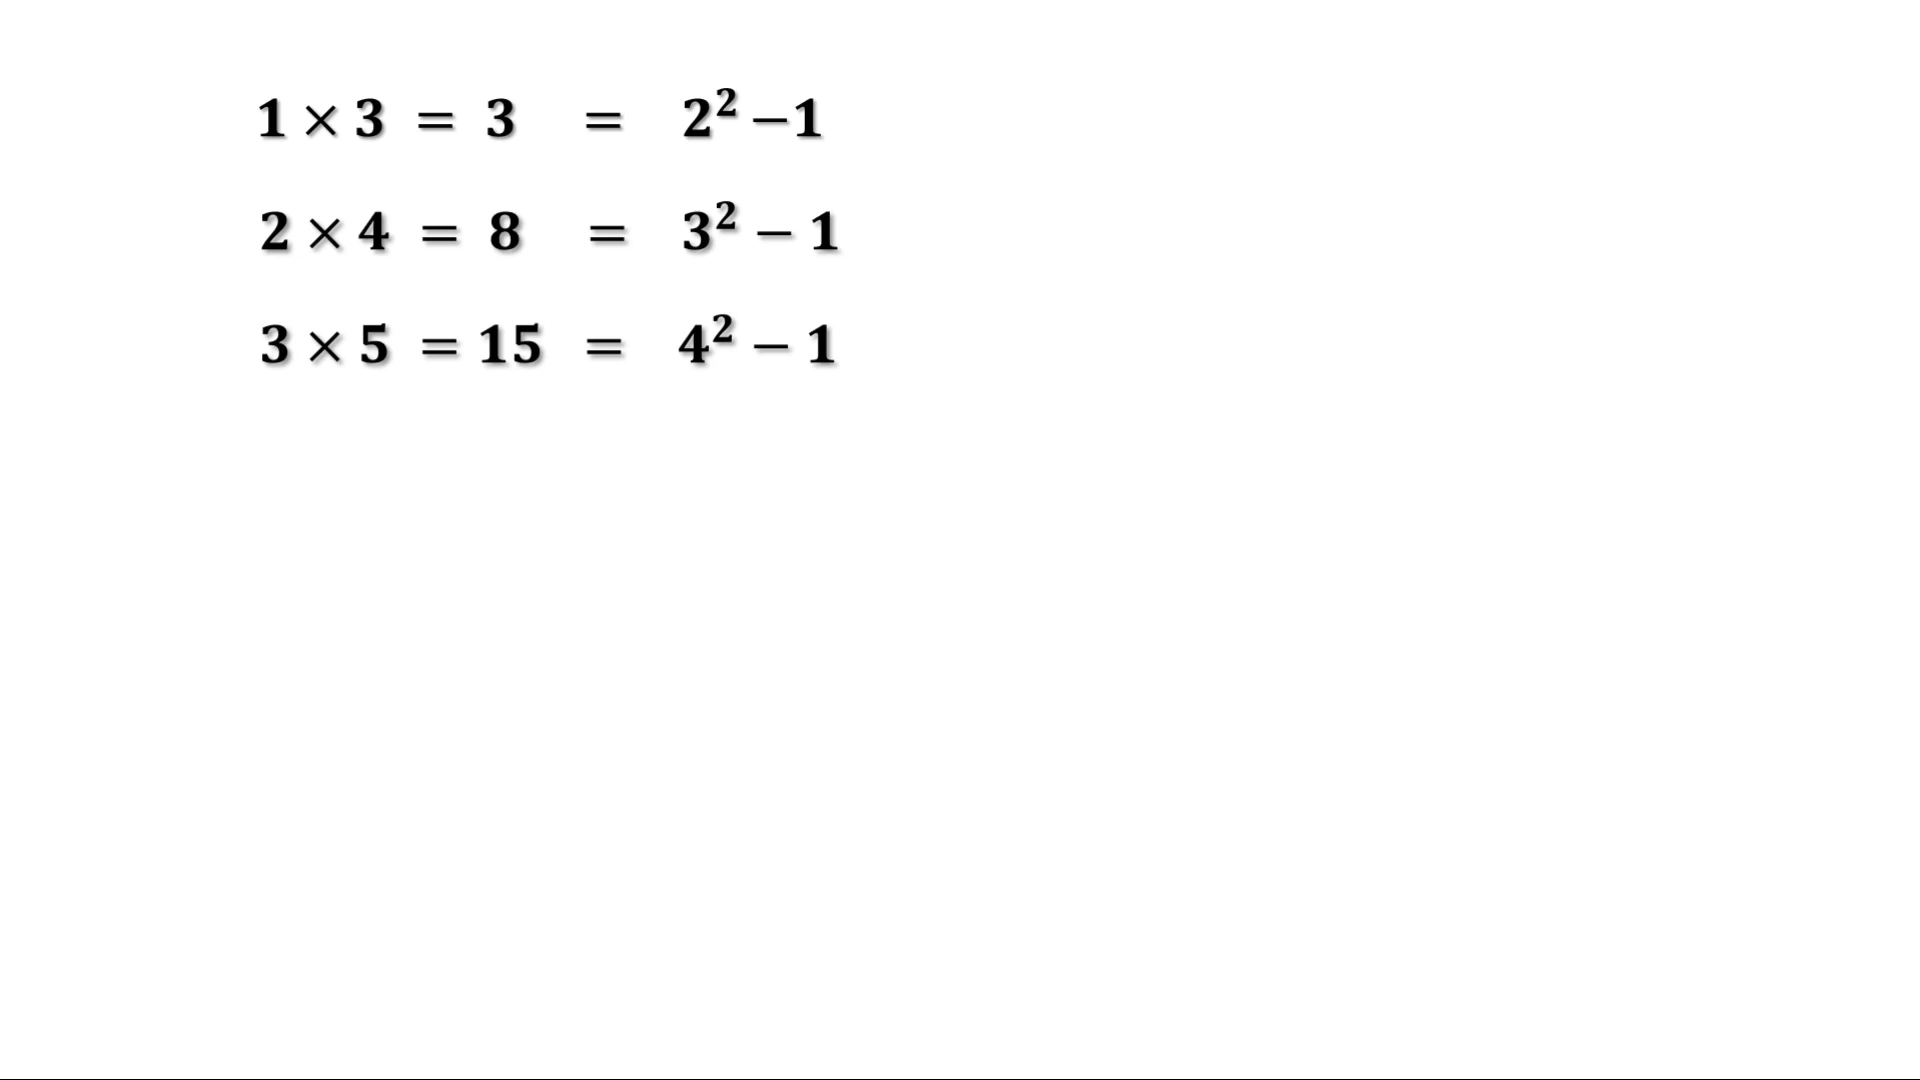 1 × 3 = 3 = 2² −1
2 × 4 = 8 = 3² − 1
3 × 5 = 15 = 4² − 1